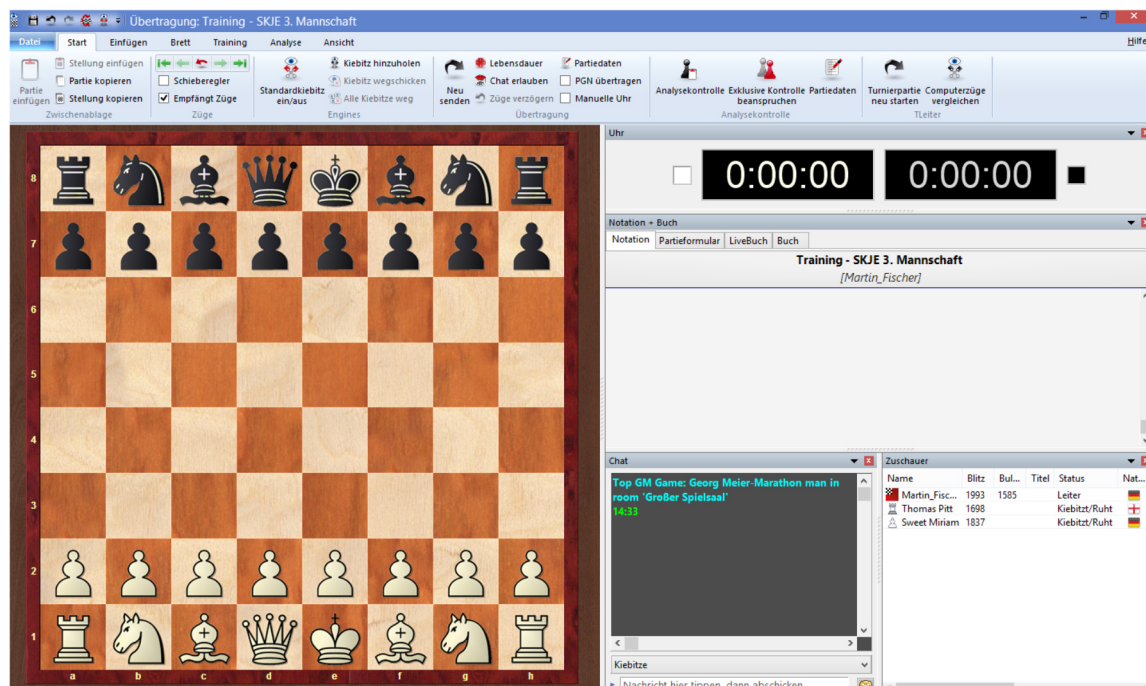 Übertragung: Training - SKJE 3. Mannschaft
Datei Start Einfügen Brett Training Analyse Ansicht Hilfe
Partie einfügen
Stellung einfügen
Partie kopieren
Stellung kopieren
Zwischenablage
Schieberegler
Empfängt Züge
Züge
Standardkiebitz ein/aus
Kiebitz hinzuholen
Kiebitz wegschicken
Alle Kiebitze weg
Engines
Neu senden
Lebensdauer
Chat erlauben
Züge verzögern
Partiedaten
PGN übertragen
Manuelle Uhr
Übertragung
Analysekontrolle
Exklusive Kontrolle beanspruchen
Partiedaten
Analysekontrolle
Turnierpartie neu starten
Computerzüge vergleichen
TLeiter
8
7
6
5
4
3
2
1
a b c d e f g h
Uhr
0:00:00 0:00:00
Notation + Buch
Notation Partieformular LiveBuch Buch
Training - SKJE 3. Mannschaft
[Martin_Fischer]
Chat
Top GM Game: Georg Meier-Marathon man in
room 'Großer Spielsaal'
14:33
Kiebitze
Nachricht hier tippen, dann abschicken
Zuschauer
Name Blitz Bul... Titel Status Nat...
Martin_Fisc... 1993 1585 Leiter
Thomas Pitt 1698 Kiebitzt/Ruht
Sweet Miriam 1837 Kiebitzt/Ruht